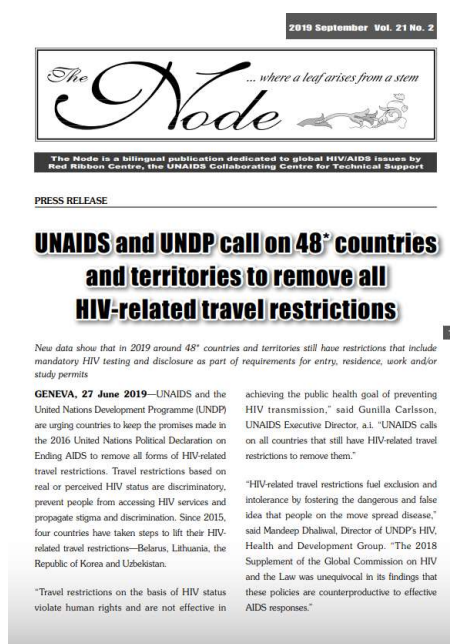 2019 September Vol. 21 No. 2
The Node
... where a leaf arises from a stem
The Node is a bilingual publication dedicated to global HIV/AIDS issues by
Red Ribbon Centre, the UNAIDS Collaborating Centre for Technical Support
PRESS RELEASE
UNAIDS and UNDP call on 48* countries
and territories to remove all
HIV-related travel restrictions
1
New data show that in 2019 around 48* countries and territories still have restrictions that include
mandatory HIV testing and disclosure as part of requirements for entry, residence, work and/or
study permits
GENEVA, 27 June 2019—UNAIDS and the
United Nations Development Programme (UNDP)
are urging countries to keep the promises made in
the 2016 United Nations Political Declaration on
Ending AIDS to remove all forms of HIV-related
travel restrictions. Travel restrictions based on
real or perceived HIV status are discriminatory,
prevent people from accessing HIV services and
propagate stigma and discrimination. Since 2015,
four countries have taken steps to lift their HIV-
related travel restrictions—Belarus, Lithuania, the
Republic of Korea and Uzbekistan.
"Travel restrictions on the basis of HIV status
violate human rights and are not effective in
achieving the public health goal of preventing
HIV transmission," said Gunilla Carlsson,
UNAIDS Executive Director, a.i. "UNAIDS calls
on all countries that still have HIV-related travel
restrictions to remove them."
"HIV-related travel restrictions fuel exclusion and
intolerance by fostering the dangerous and false
idea that people on the move spread disease,"
said Mandeep Dhaliwal, Director of UNDP's HIV,
Health and Development Group. "The 2018
Supplement of the Global Commission on HIV
and the Law was unequivocal in its findings that
these policies are counterproductive to effective
AIDS responses."